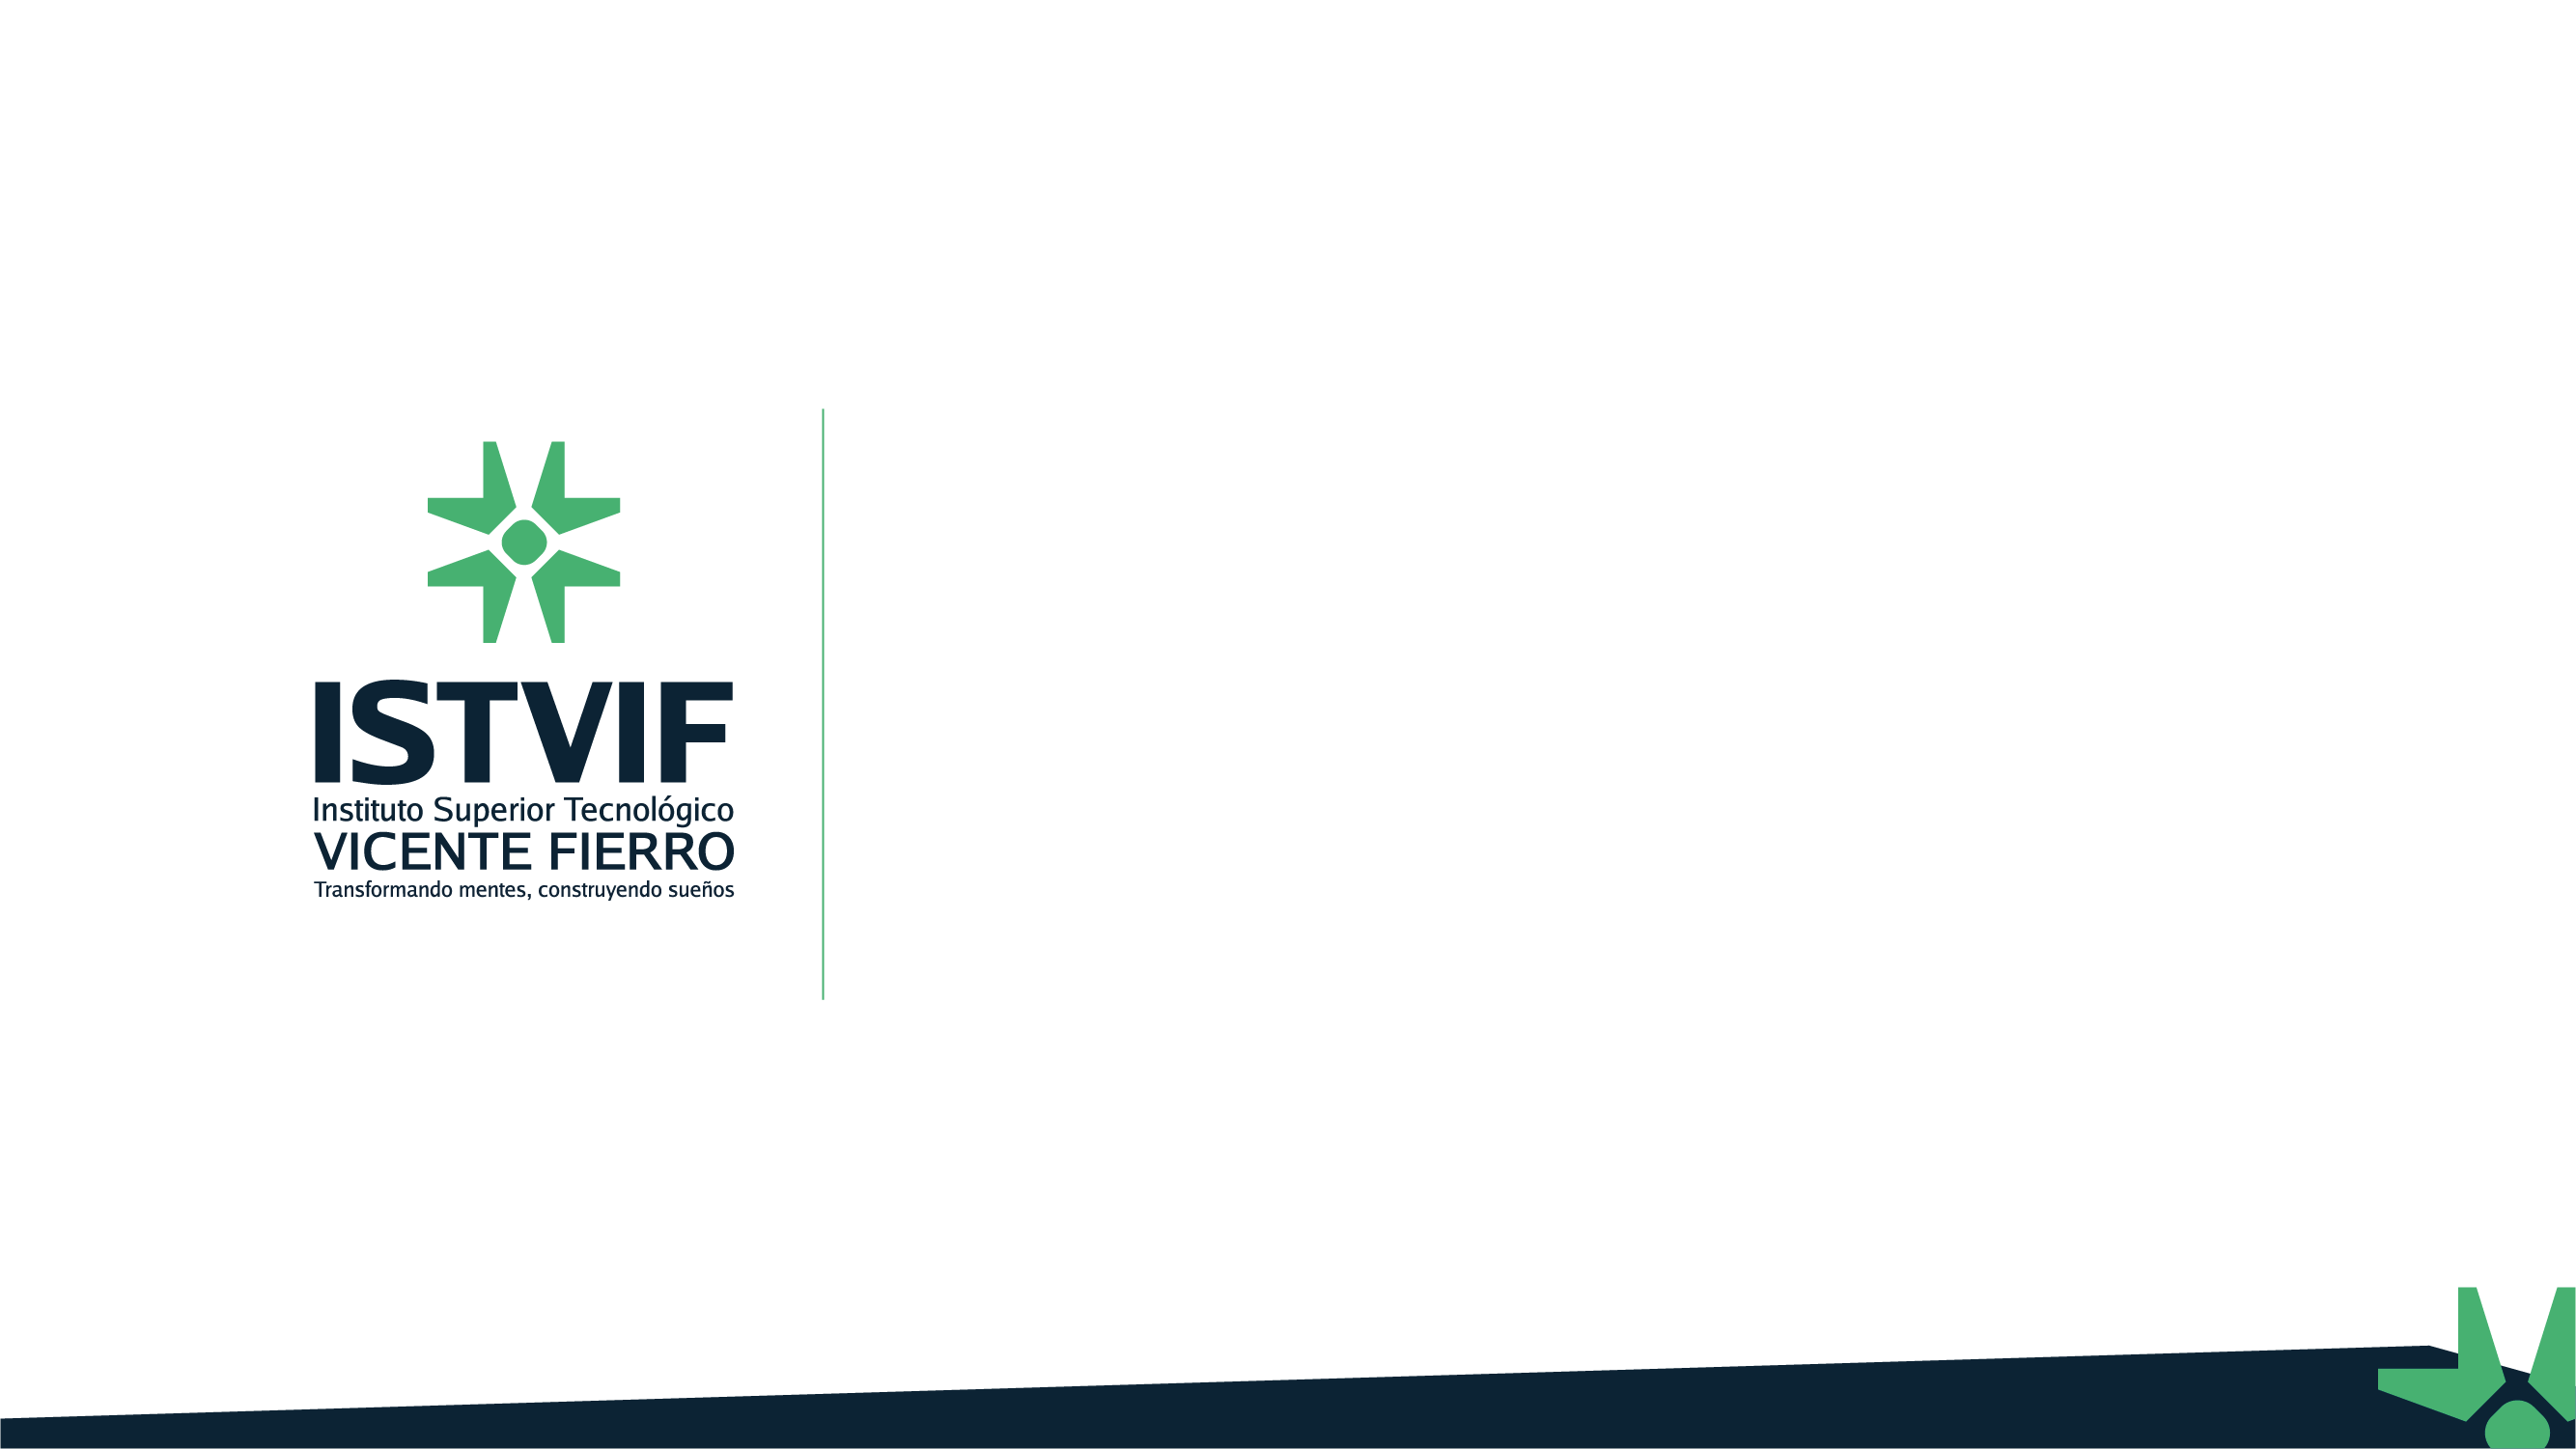 ISTVIF
Instituto Superior Tecnológico
VICENTE FIERRO
Transformando mentes, construyendo sueños